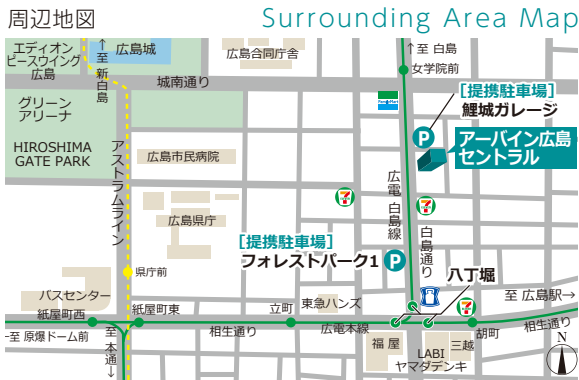 周辺地図
Surrounding Area Map
エディオン
ピースウイング
広島
↑至 新白島
広島城
広島合同庁舎
↑至 白島
女学院前
城南通り
[提携駐車場]
鯉城ガレージ
FamilyMart
P
グリーン
アリーナ
HIROSHIMA
GATE PARK
アストラムライン
広島市民病院
アーバイン広島
セントラル
広電 白島線
広島県庁
白島通り
[提携駐車場]
フォレストパーク1
P
県庁前
八丁堀
バスセンター
東急ハンズ
至 広島駅→
紙屋町西
紙屋町東
立町
相生通り
広電本線
胡町
相生通り
←至 原爆ドーム前
至 本通→
福屋
LABI
ヤマダデンキ
三越
N